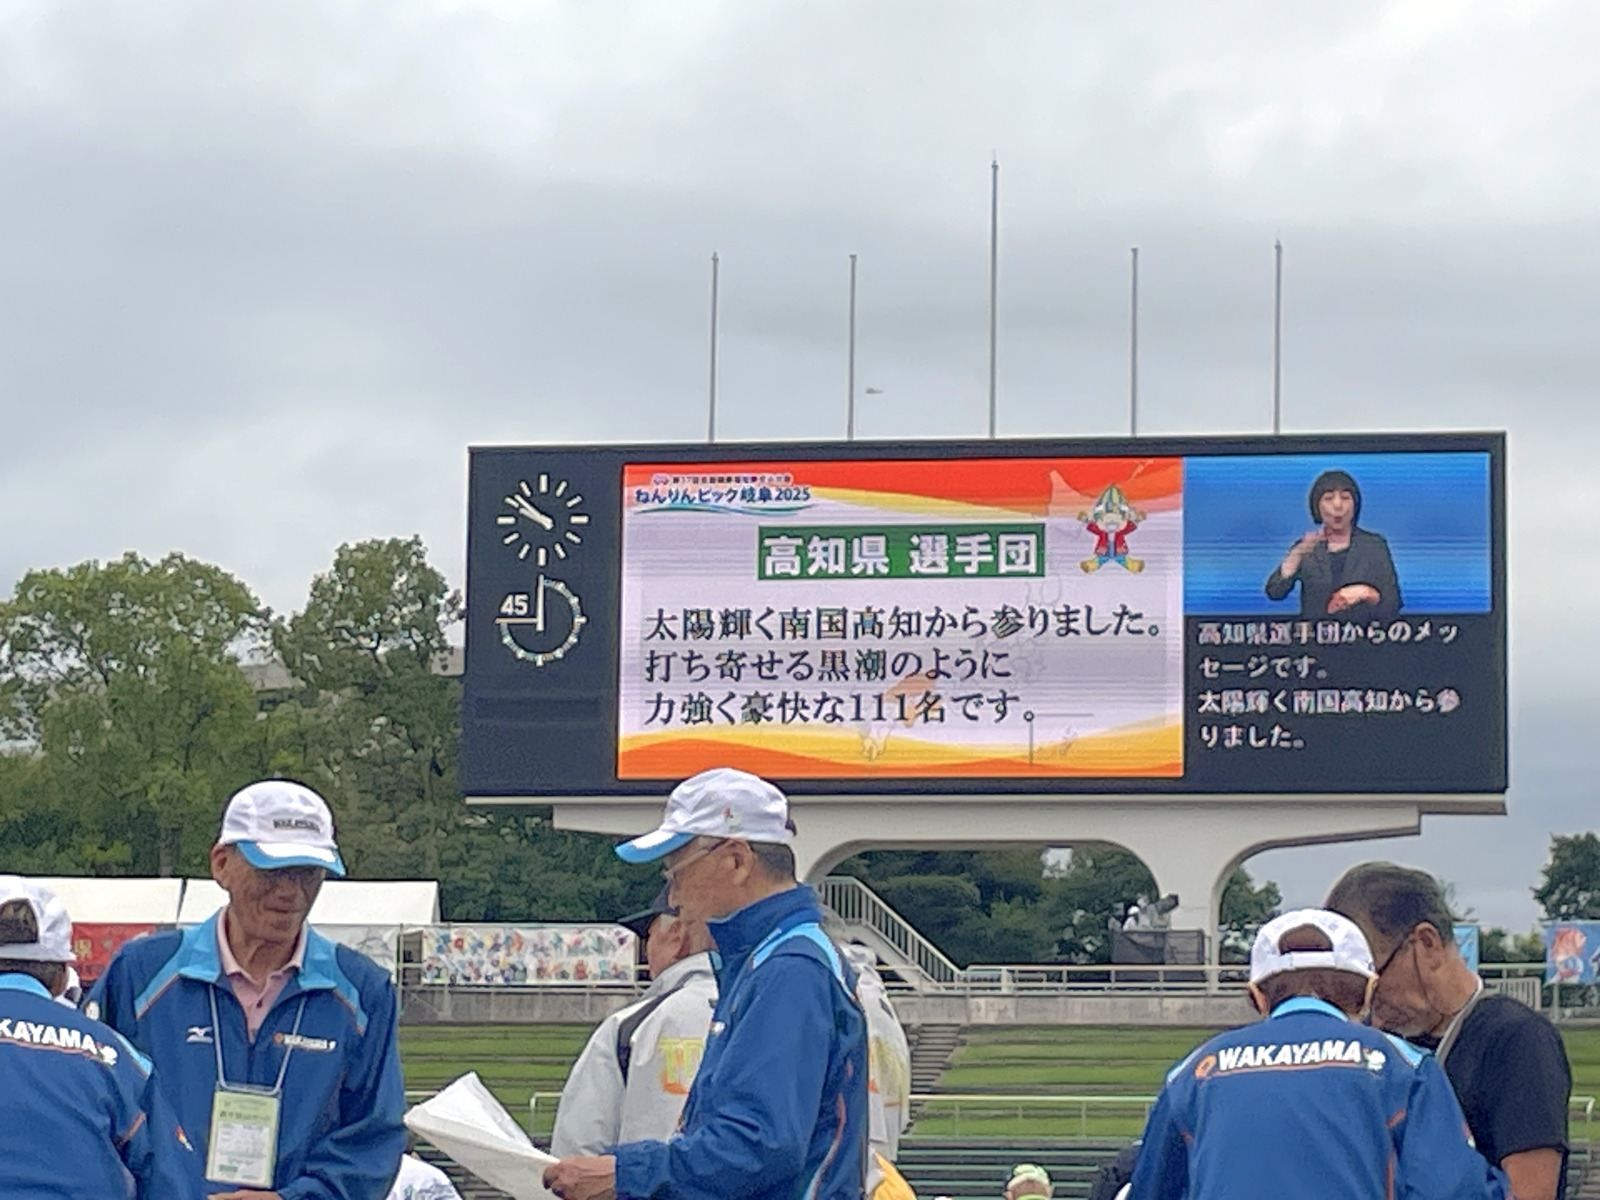 ねんりんピック岐阜2025
高知県 選手団
太陽輝く南国高知から参りました。
打ち寄せる黒潮のように
力強く豪快な111名です。
高知県選手団からのメッ
セージです。
太陽輝く南国高知から参
りました。
45
WAKAYAMA
KAYAMA
WAKAYAMA
WAKAYAMA